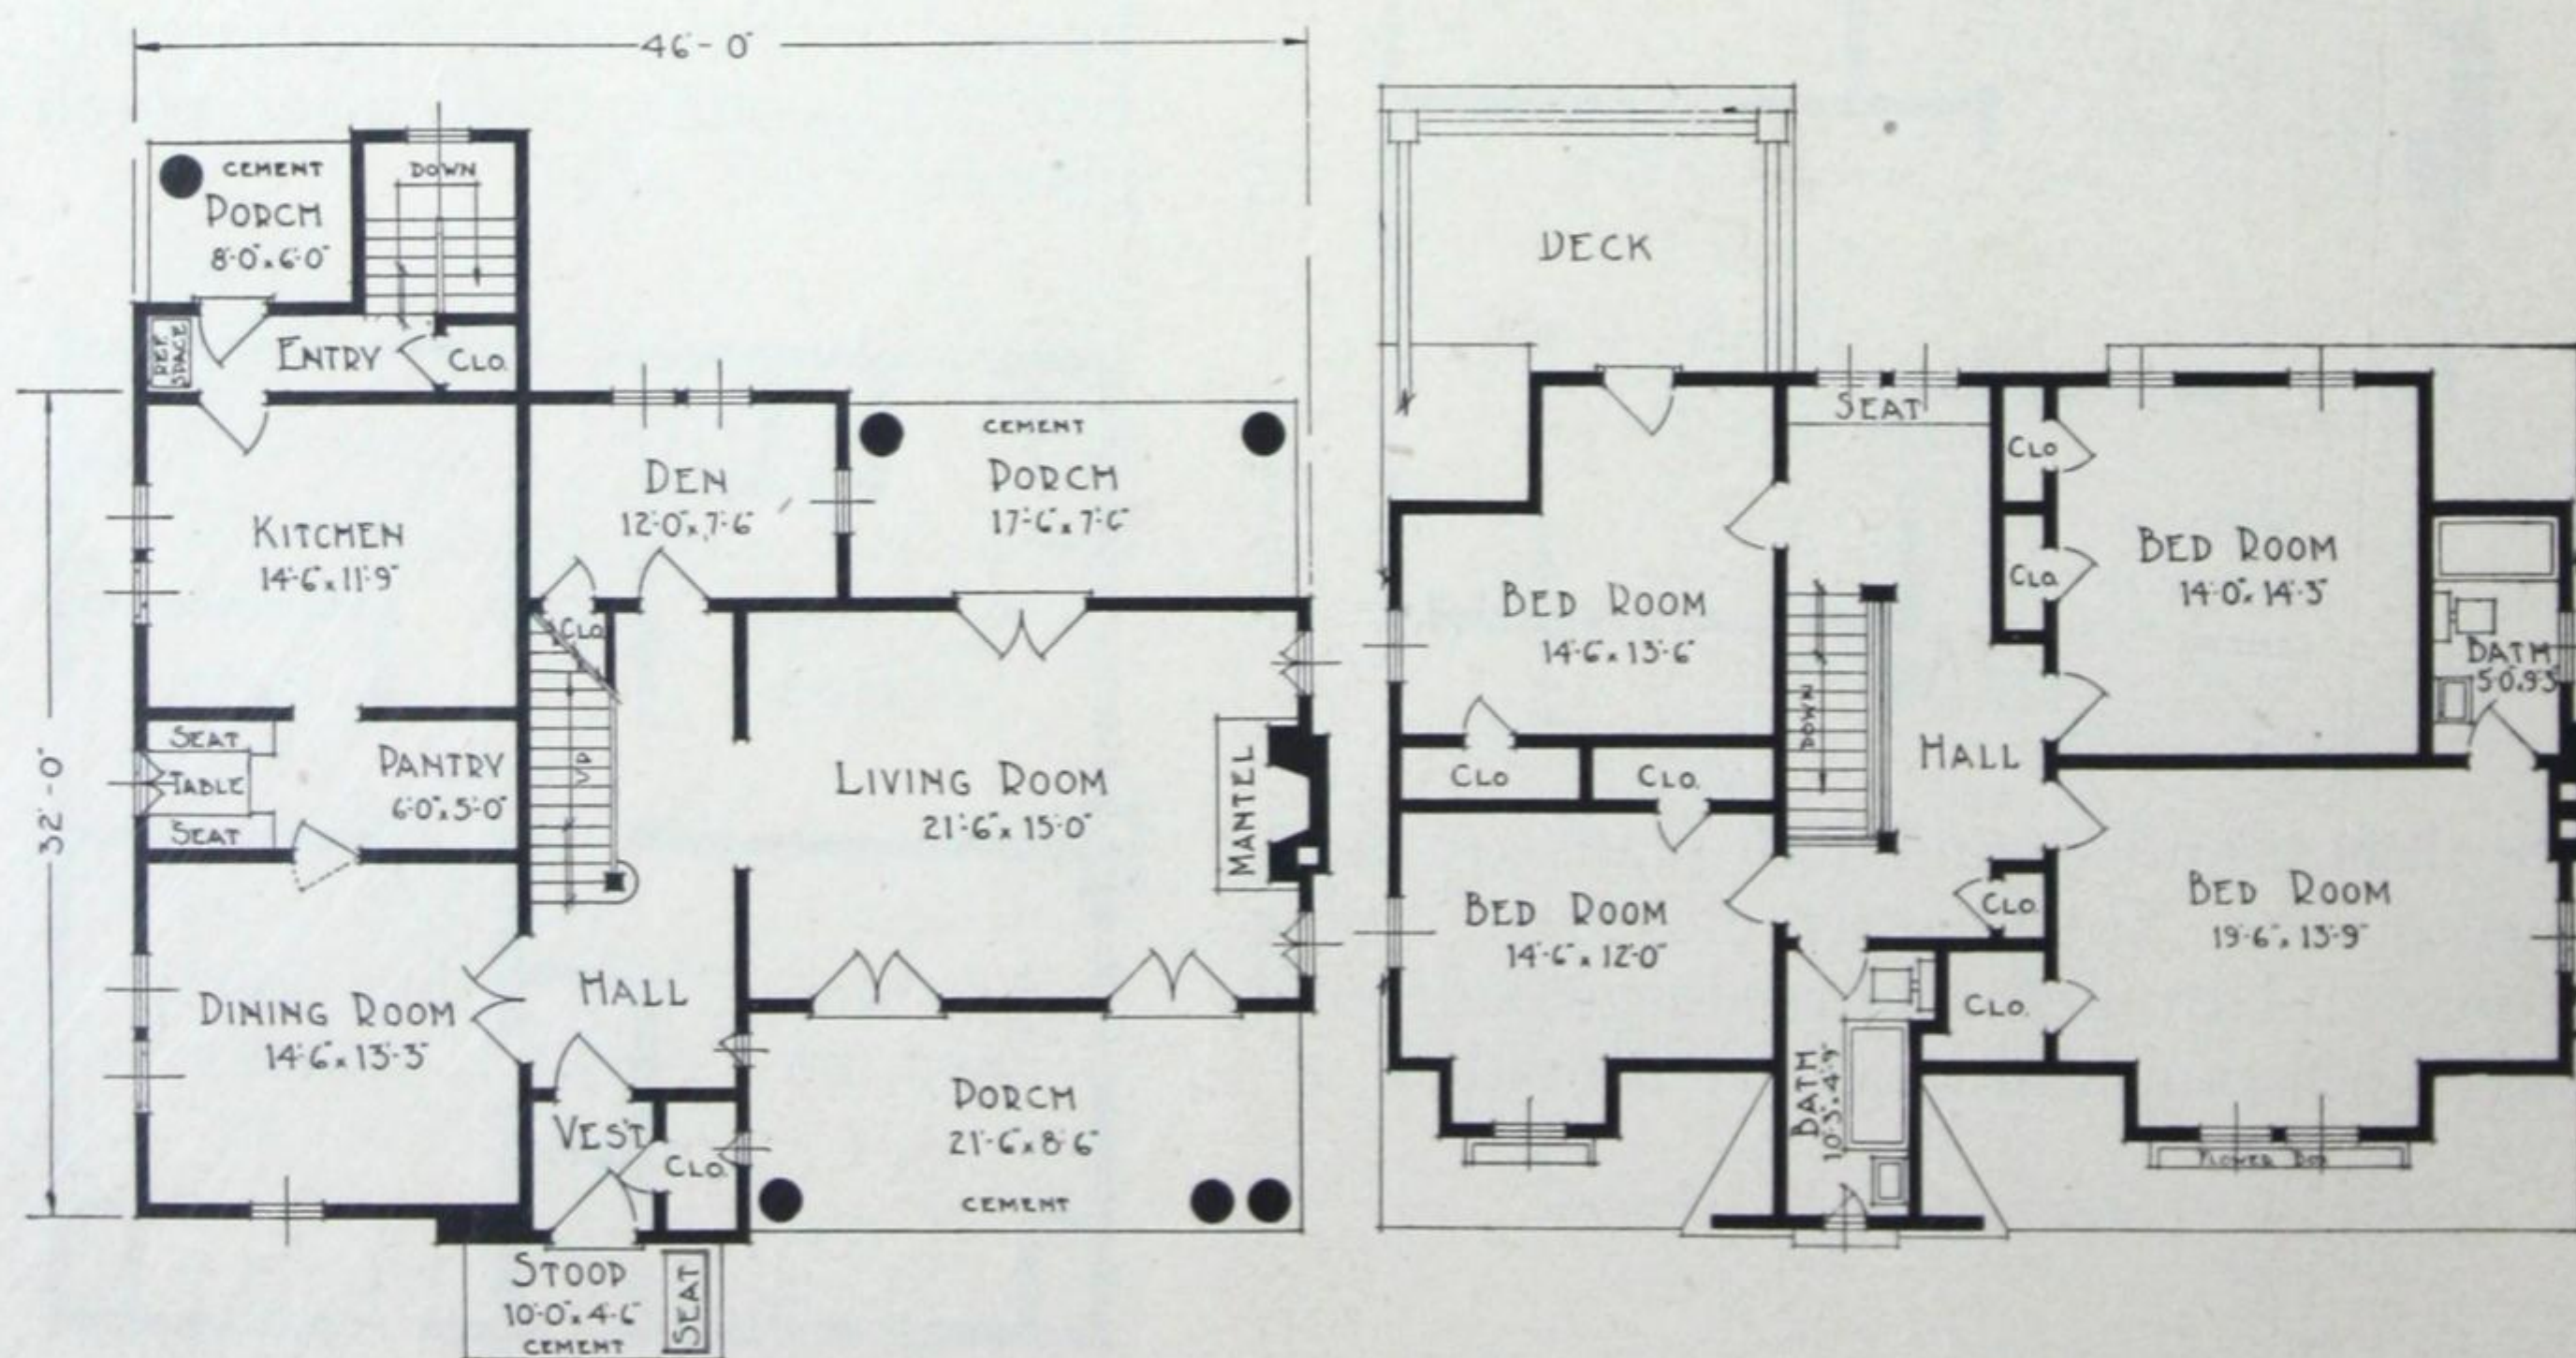 46'-0"
CEMENT
PORCH
8'-0" x 6'-0"
DOWN
REF.
SPACE
ENTRY
CLO.
KITCHEN
14'-6" x 11'-9"
DEN
12'-0" x 7'-6"
CEMENT
PORCH
17'-6" x 7'-6"
CLO.
UP
SEAT
TABLE
SEAT
PANTRY
6'-0" x 5'-0"
LIVING ROOM
21'-6" x 15'-0"
MANTEL
32'-0"
DINING ROOM
14'-6" x 13'-3"
HALL
VEST
CLO.
PORCH
21'-6" x 8'-6"
CEMENT
STOOP
10'-0" x 4'-6"
CEMENT
SEAT
DECK
SEAT
CLO
CLO.
BED ROOM
14'-6" x 13'-6"
BED ROOM
14'-0" x 14'-3"
BATH
5'-0" x 9'-3"
DOWN
HALL
CLO
CLO.
BED ROOM
14'-6" x 12'-0"
CLO.
CLO.
BED ROOM
19'-6" x 13'-9"
BATH
10'-3" x 4'-9"
FLOWER BOX